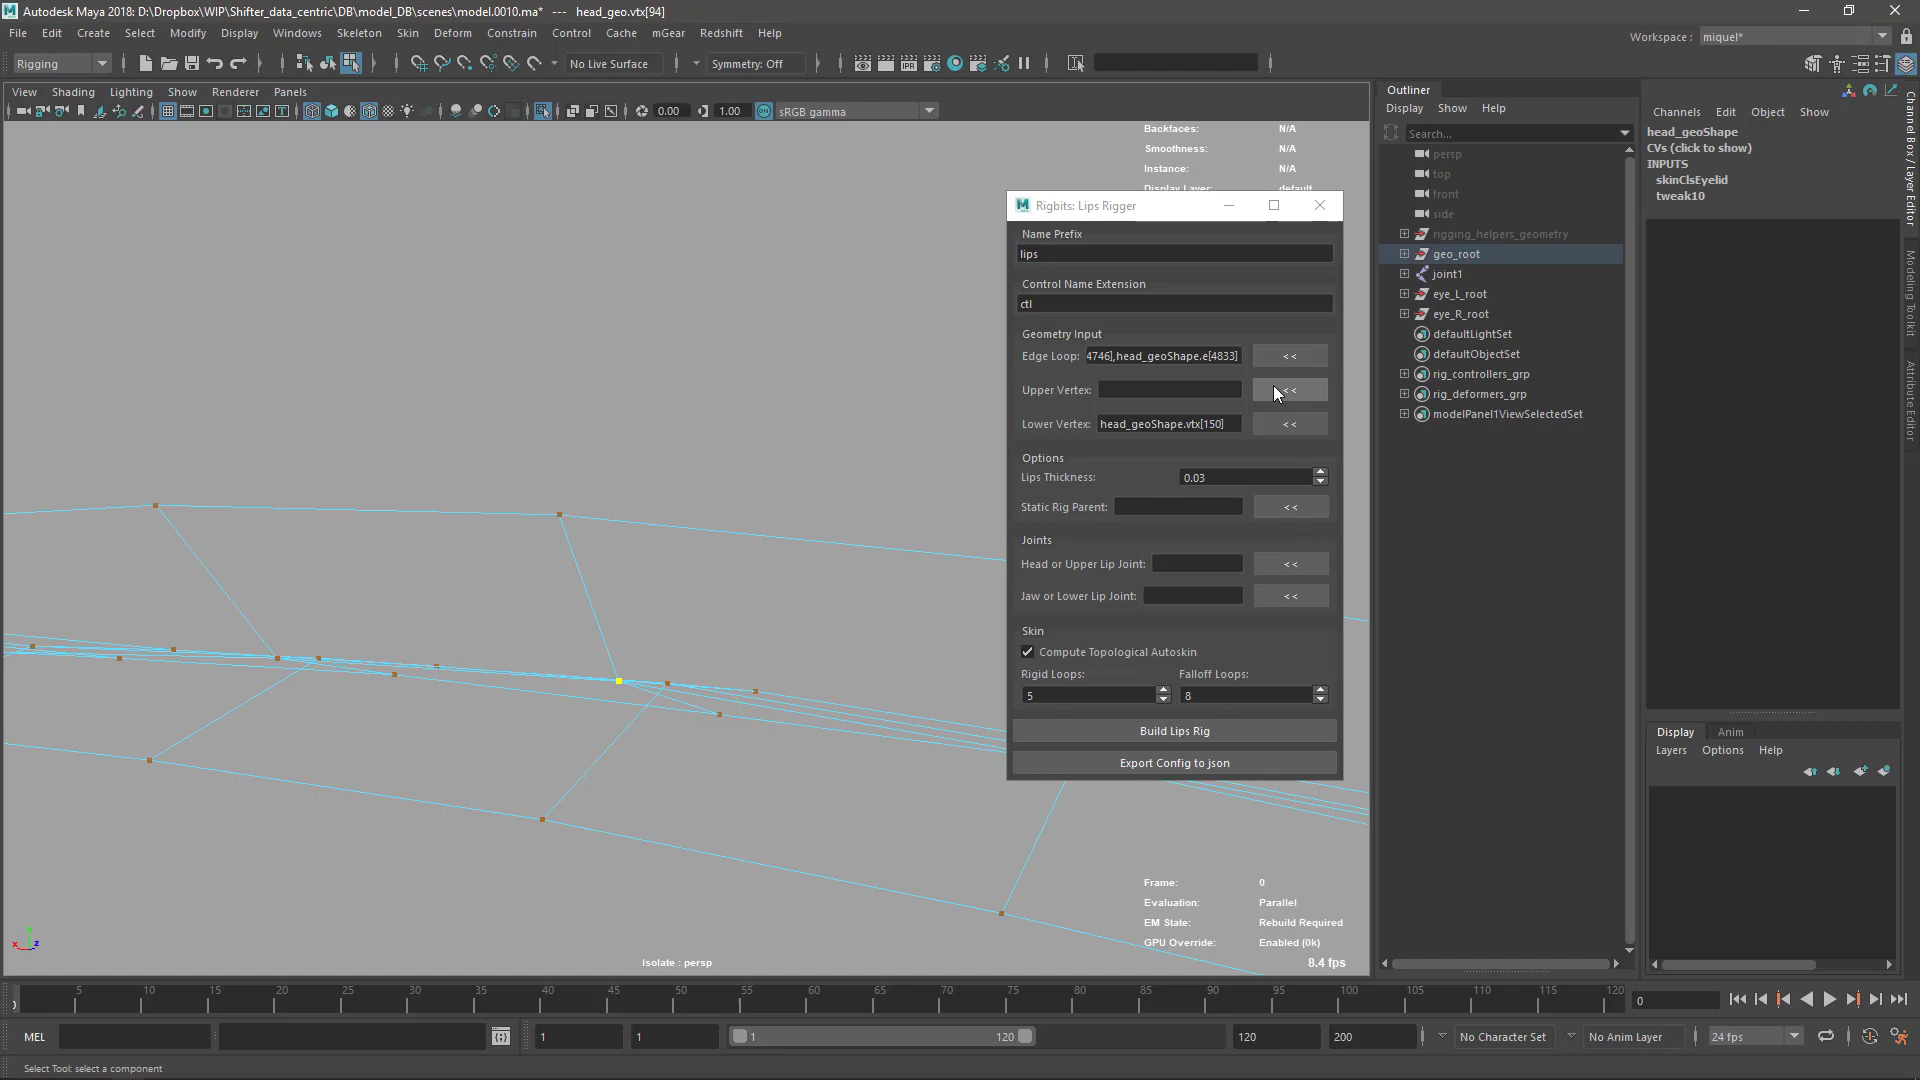 Autodesk Maya 2018: D:\Dropbox\WIP\Shifter_data_centric\DB\model_DB\scenes\model.0010.ma* --- head_geo.vtx[94]
File Edit Create Select Modify Display Windows Skeleton Skin Deform Constrain Control Cache mGear Redshift Help
Workspace : miquel*
Rigging
No Live Surface
Symmetry: Off
View Shading Lighting Show Renderer Panels
0.00
1.00
sRGB gamma
Backfaces: N/A
Smoothness: N/A
Instance: N/A
Display Layer: default
Rigbits: Lips Rigger
Name Prefix
lips
Control Name Extension
ctl
Geometry Input
Edge Loop: 4746],head_geoShape.e[4833] <<
Upper Vertex: <<
Lower Vertex: head_geoShape.vtx[150] <<
Options
Lips Thickness: 0.03
Static Rig Parent: <<
Joints
Head or Upper Lip Joint: <<
Jaw or Lower Lip Joint: <<
Skin
Compute Topological Autoskin
Rigid Loops: Falloff Loops:
5 8
Build Lips Rig
Export Config to json
Frame: 0
Evaluation: Parallel
EM State: Rebuild Required
GPU Override: Enabled (0k)
Isolate : persp
8.4 fps
x y z
Outliner
Display Show Help
Search...
persp
top
front
side
rigging_helpers_geometry
geo_root
joint1
eye_L_root
eye_R_root
defaultLightSet
defaultObjectSet
rig_controllers_grp
rig_deformers_grp
modelPanel1ViewSelectedSet
Channels Edit Object Show
head_geoShape
CVs (click to show)
INPUTS
skinClsEyelid
tweak10
Channel Box / Layer Editor
Modeling Toolkit
Attribute Editor
Display Anim
Layers Options Help
5 10 15 20 25 30 35 40 45 50 55 60 65 70 75 80 85 90 95 100 105 110 115 120
0
1 1 1 120 120 200
No Character Set
No Anim Layer
24 fps
MEL
Select Tool: select a component